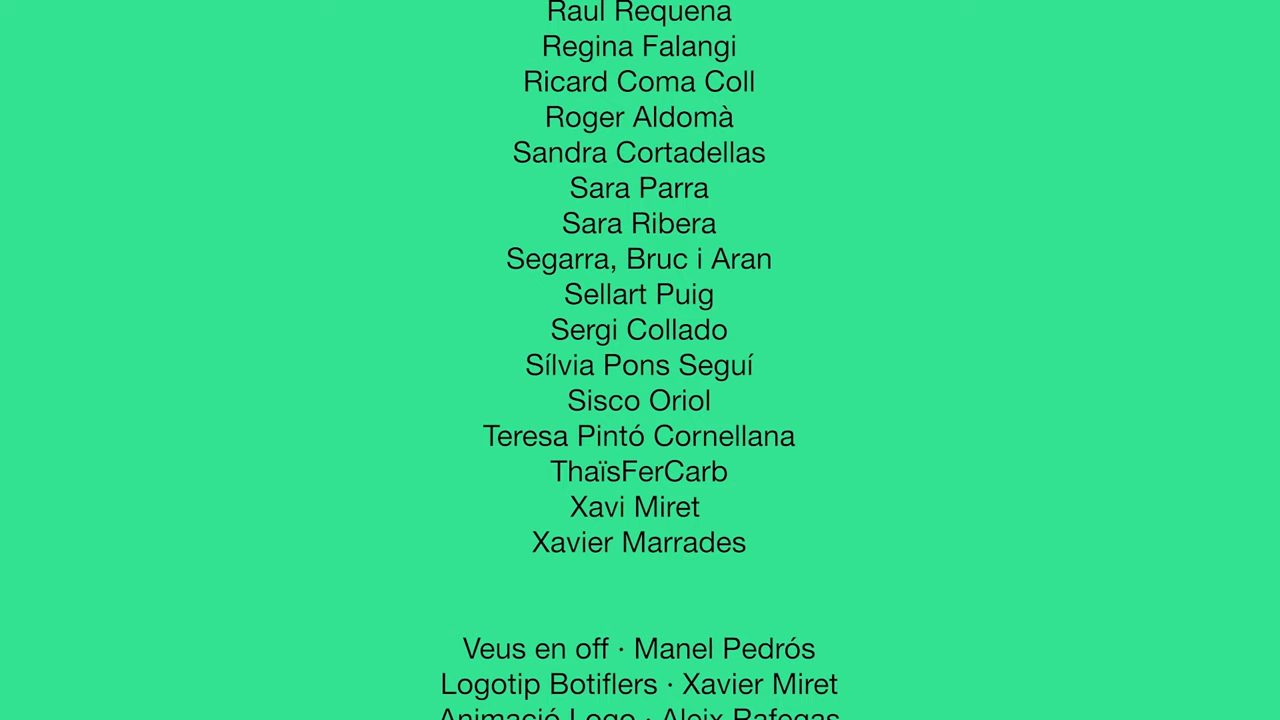 Raul Requena
Regina Falangi
Ricard Coma Coll
Roger Aldomà
Sandra Cortadellas
Sara Parra
Sara Ribera
Segarra, Bruc i Aran
Sellart Puig
Sergi Collado
Sílvia Pons Seguí
Sisco Oriol
Teresa Pintó Cornellana
ThaïsFerCarb
Xavi Miret
Xavier Marrades
Veus en off · Manel Pedrós
Logotip Botiflers · Xavier Miret
Animació Logo · Aleix Rafegas